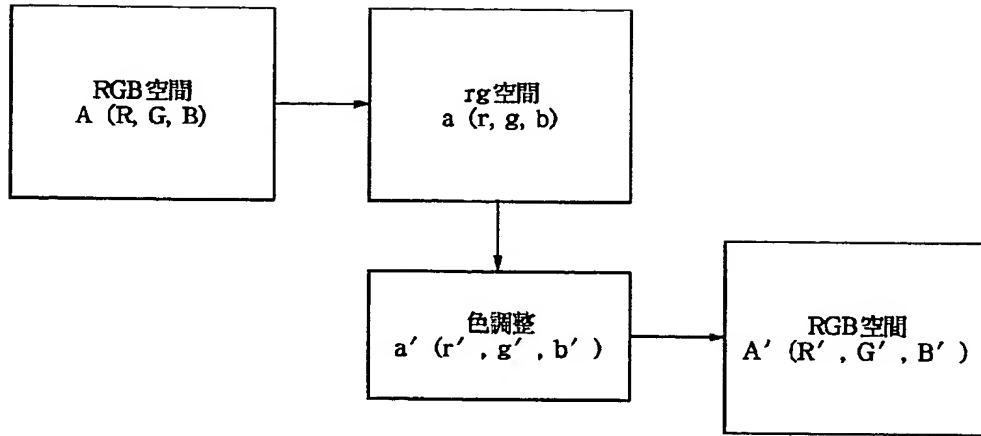 RGB空間
A (R, G, B)
rg空間
a (r, g, b)
色調整
a′ (r′ , g′ , b′ )
RGB空間
A′ (R′ , G′ , B′ )